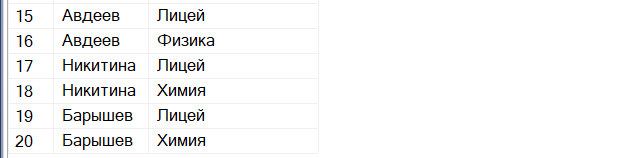 15 Авдеев Лицей
16 Авдеев Физика
17 Никитина Лицей
18 Никитина Химия
19 Барышев Лицей
20 Барышев Химия